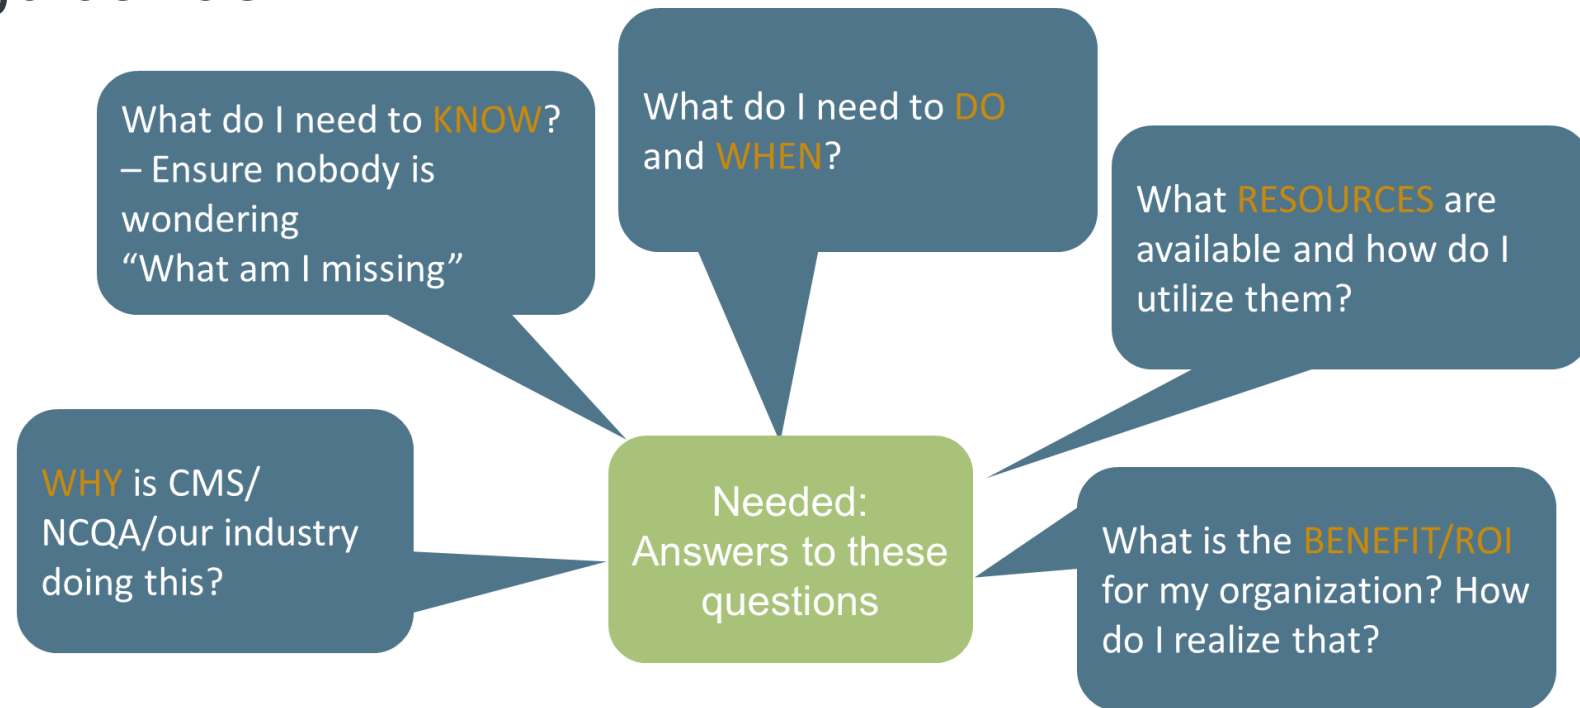 What do I need to KNOW?
– Ensure nobody is
wondering
“What am I missing”
What do I need to DO
and WHEN?
What RESOURCES are
available and how do I
utilize them?
WHY is CMS/
NCQA/our industry
doing this?
Needed:
Answers to these
questions
What is the BENEFIT/ROI
for my organization? How
do I realize that?